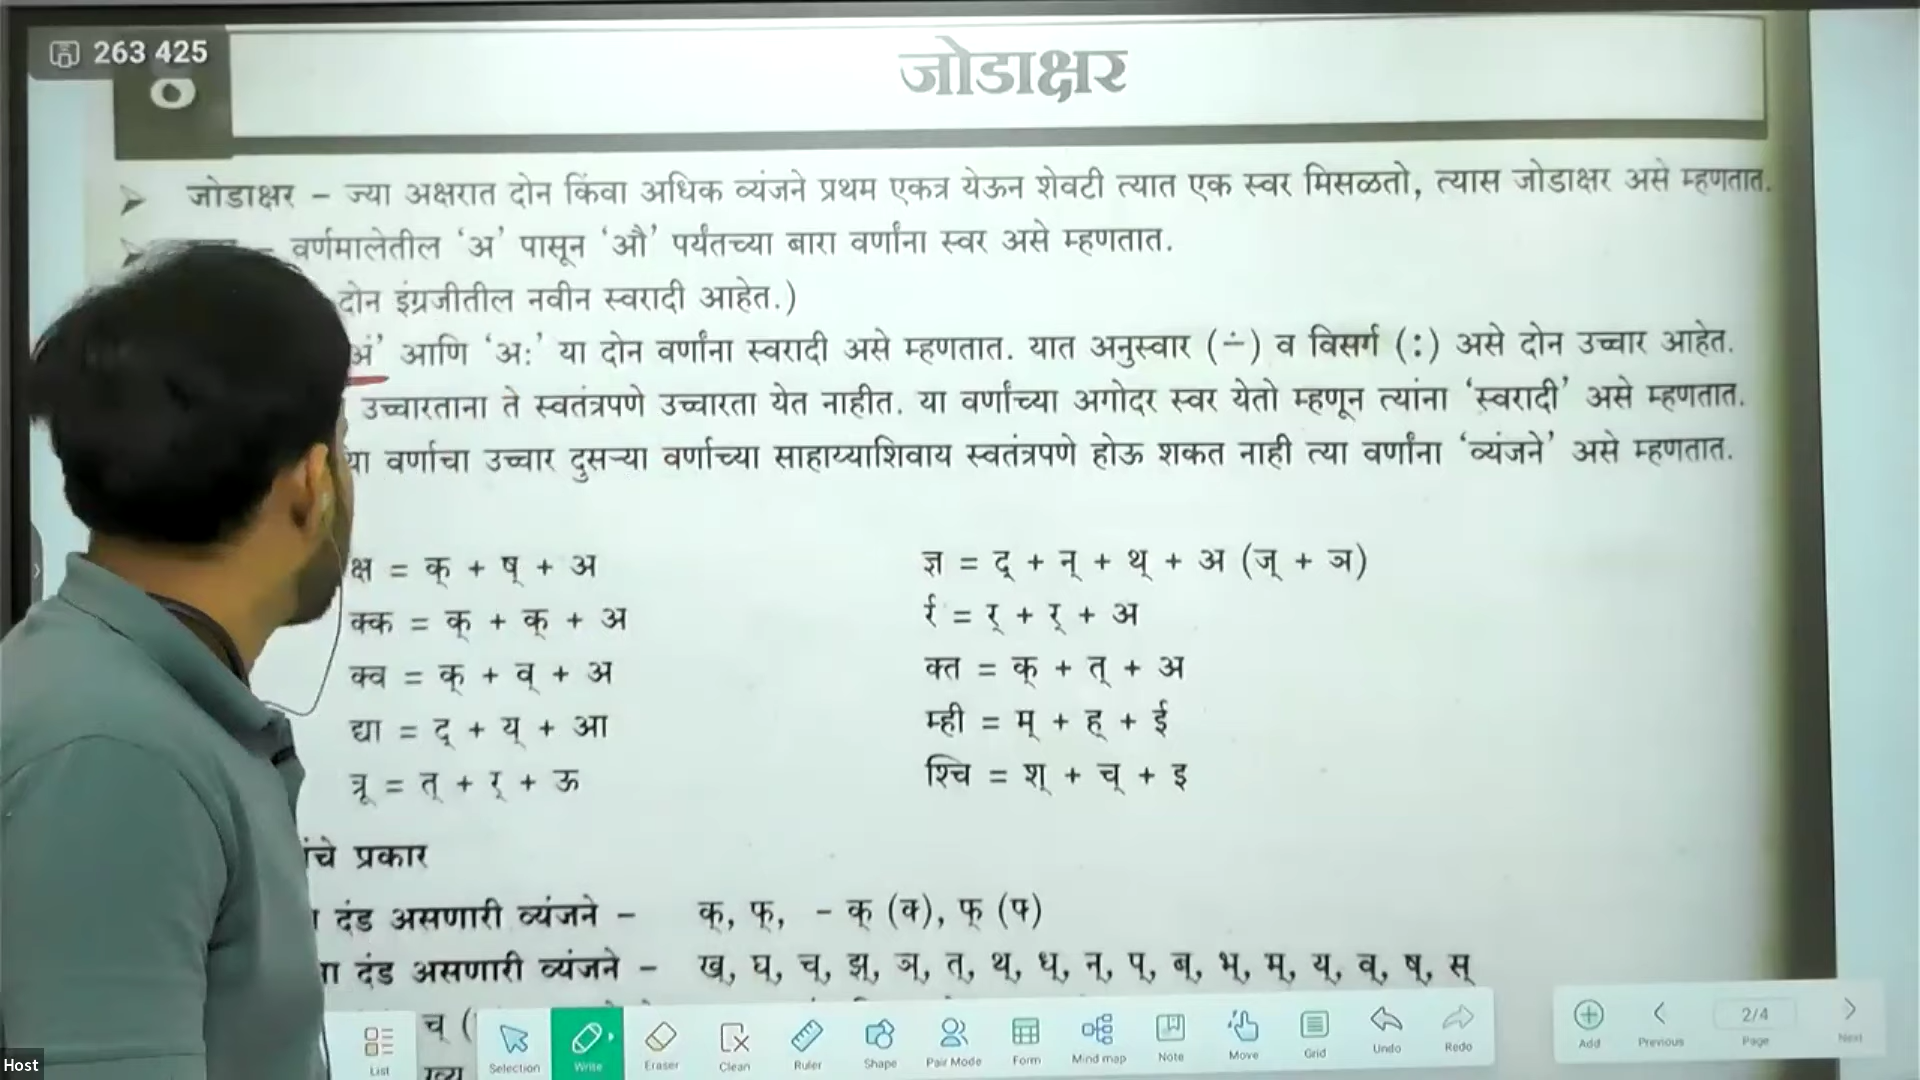 263 425
जोडाक्षर
जोडाक्षर – ज्या अक्षरात दोन किंवा अधिक व्यंजने प्रथम एकत्र येऊन शेवटी त्यात एक स्वर मिसळतो, त्यास जोडाक्षर असे म्हणतात.
– वर्णमालेतील ‘अ’ पासून ‘औ’ पर्यंतच्या बारा वर्णांना स्वर असे म्हणतात.
दोन इंग्रजीतील नवीन स्वरादी आहेत.)
अं’ आणि ‘अः’ या दोन वर्णांना स्वरादी असे म्हणतात. यात अनुस्वार (∸) व विसर्ग (:) असे दोन उच्चार आहेत.
उच्चारताना ते स्वतंत्रपणे उच्चारता येत नाहीत. या वर्णांच्या अगोदर स्वर येतो म्हणून त्यांना ‘स्वरादी’ असे म्हणतात.
या वर्णाचा उच्चार दुसऱ्या वर्णाच्या साहाय्याशिवाय स्वतंत्रपणे होऊ शकत नाही त्या वर्णांना ‘व्यंजने’ असे म्हणतात.
क्ष = क् + ष् + अ
ज्ञ = द् + न् + य् + अ (ज् + ञ)
क्क = क् + क् + अ
र्र = र् + र् + अ
क्व = क् + व् + अ
क्त = क् + त् + अ
द्या = द् + य् + आ
म्ही = म् + ह् + ई
त्रू = त् + र् + ऊ
श्चि = श् + च् + इ
चे प्रकार
दंड असणारी व्यंजने – क्, फ्, – क् (क्‍), फ् (फ्‍)
दंड असणारी व्यंजने – ख्, घ्, च्, झ्, ञ्, त्, थ्, ध्, न्, प्, ब्, भ्, म्, य्, व्, ष्, स्
च् (
List
Selection
Write
Eraser
Clean
Ruler
Shape
Pair Mode
Form
Mind map
Note
Move
Grid
Undo
Redo
Add
Previous
2/4
Page
Next
Host